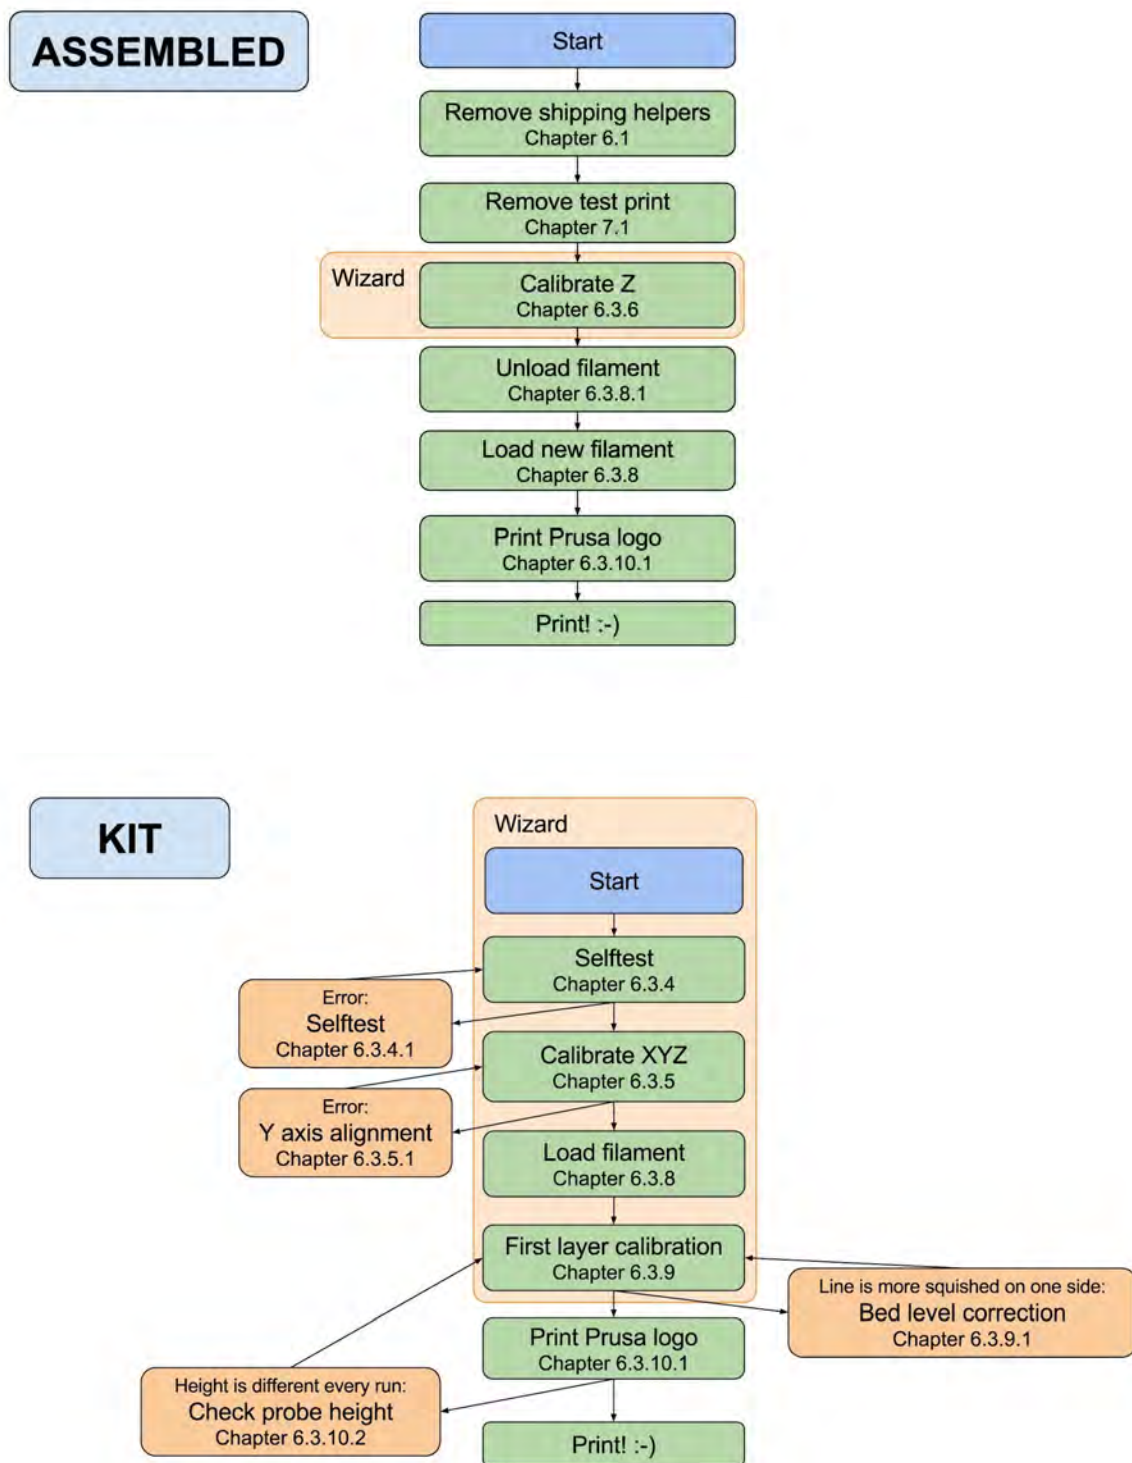 ASSEMBLED
Start
Remove shipping helpers
Chapter 6.1
Remove test print
Chapter 7.1
Wizard
Calibrate Z
Chapter 6.3.6
Unload filament
Chapter 6.3.8.1
Load new filament
Chapter 6.3.8
Print Prusa logo
Chapter 6.3.10.1
Print! :-)
KIT
Wizard
Start
Selftest
Chapter 6.3.4
Error:
Selftest
Chapter 6.3.4.1
Calibrate XYZ
Chapter 6.3.5
Error:
Y axis alignment
Chapter 6.3.5.1
Load filament
Chapter 6.3.8
First layer calibration
Chapter 6.3.9
Line is more squished on one side:
Bed level correction
Chapter 6.3.9.1
Print Prusa logo
Chapter 6.3.10.1
Height is different every run:
Check probe height
Chapter 6.3.10.2
Print! :-)